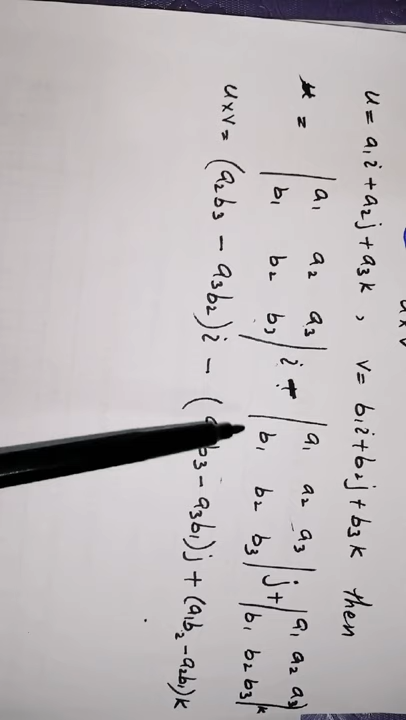 u x v
u = a1i + a2j + a3k , v = b1i + b2j + b3k then
= | a1 a2 a3 | i + | a1 a2 a3 | j + | a1 a2 a3 | k
| b1 b2 b3 | | b1 b2 b3 | | b1 b2 b3 |
u x v = (a2b3 - a3b2) i - ( b3 - a3b1) j + (a1b2 - a2b1) k